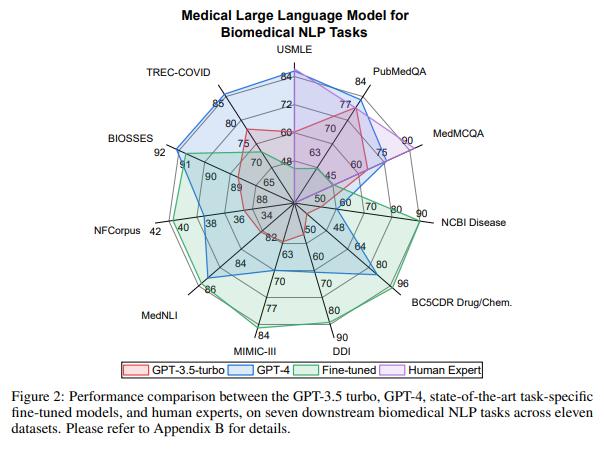 Medical Large Language Model for
Biomedical NLP Tasks
USMLE
TREC-COVID
PubMedQA
84
84
85
77
72
80
90
MedMCQA
BIOSSES
75
70
60
75
92
91
70
63
60
48
90
65
45
89
88
50
60
70
80
90
NCBI Disease
NFCorpus
42
40
38
36
34
82
50
48
84
63
60
64
80
86
70
70
96
BC5CDR Drug/Chem.
MedNLI
77
80
84
90
MIMIC-III
DDI
GPT-3.5-turbo
GPT-4
Fine-tuned
Human Expert
Figure 2: Performance comparison between the GPT-3.5 turbo, GPT-4, state-of-the-art task-specific
fine-tuned models, and human experts, on seven downstream biomedical NLP tasks across eleven
datasets. Please refer to Appendix B for details.